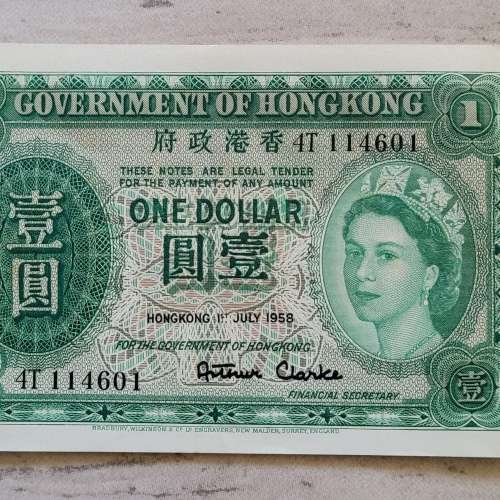 GOVERNMENT OF HONGKONG
1
府政港香 4T 114601
THESE NOTES ARE LEGAL TENDER
FOR THE PAYMENT OF ANY AMOUNT
ONE DOLLAR
圓壹
壹圓
HONGKONG 1ST JULY 1958
FOR THE GOVERNMENT OF HONGKONG
4T 114601
Arthur Clarke
FINANCIAL SECRETARY
壹
BRADBURY, WILKINSON & CO LD ENGRAVERS, NEW MALDEN, SURREY, ENGLAND.